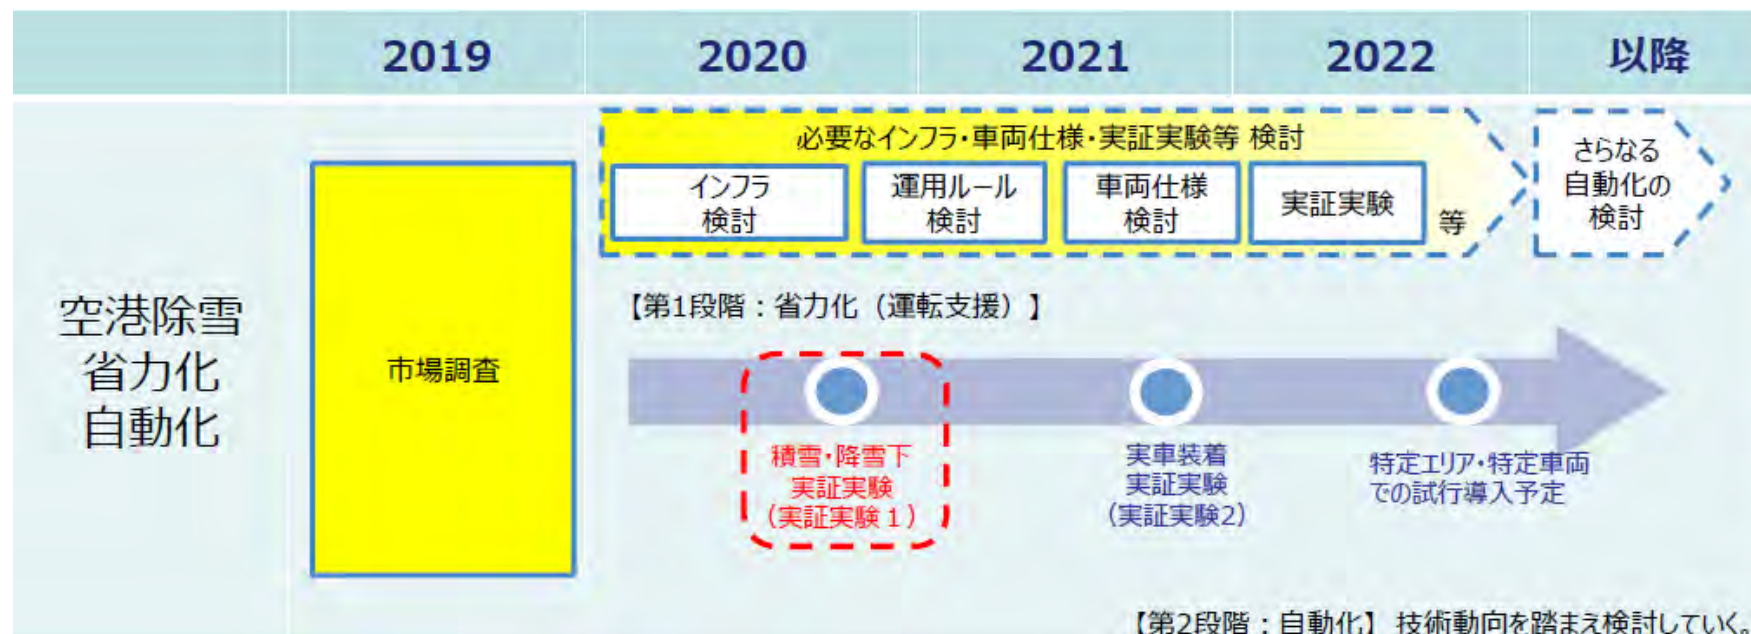 2019
2020
2021
2022
以降
空港除雪
省力化
自動化
市場調査
必要なインフラ・車両仕様・実証実験等 検討
インフラ
検討
運用ルール
検討
車両仕様
検討
実証実験
等
さらなる
自動化の
検討
【第1段階：省力化（運転支援）】
積雪・降雪下
実証実験
（実証実験１）
実車装着
実証実験
（実証実験2）
特定エリア・特定車両
での試行導入予定
【第2段階：自動化】 技術動向を踏まえ検討していく。